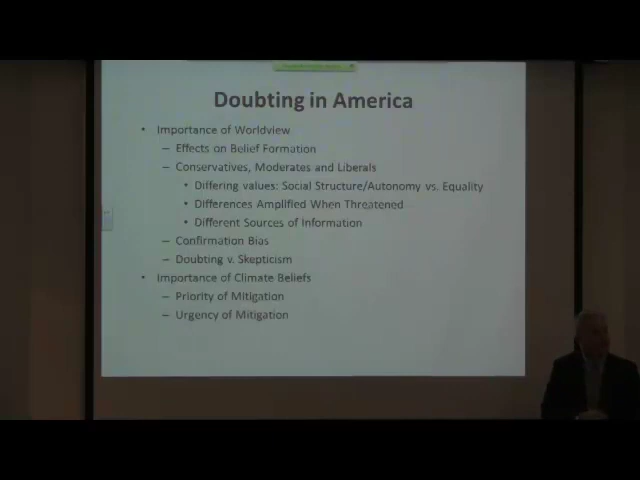 Doubting in America
• Importance of Worldview
– Effects on Belief Formation
– Conservatives, Moderates and Liberals
• Differing values: Social Structure/Autonomy vs. Equality
• Differences Amplified When Threatened
• Different Sources of Information
– Confirmation Bias
– Doubting v. Skepticism
• Importance of Climate Beliefs
– Priority of Mitigation
– Urgency of Mitigation